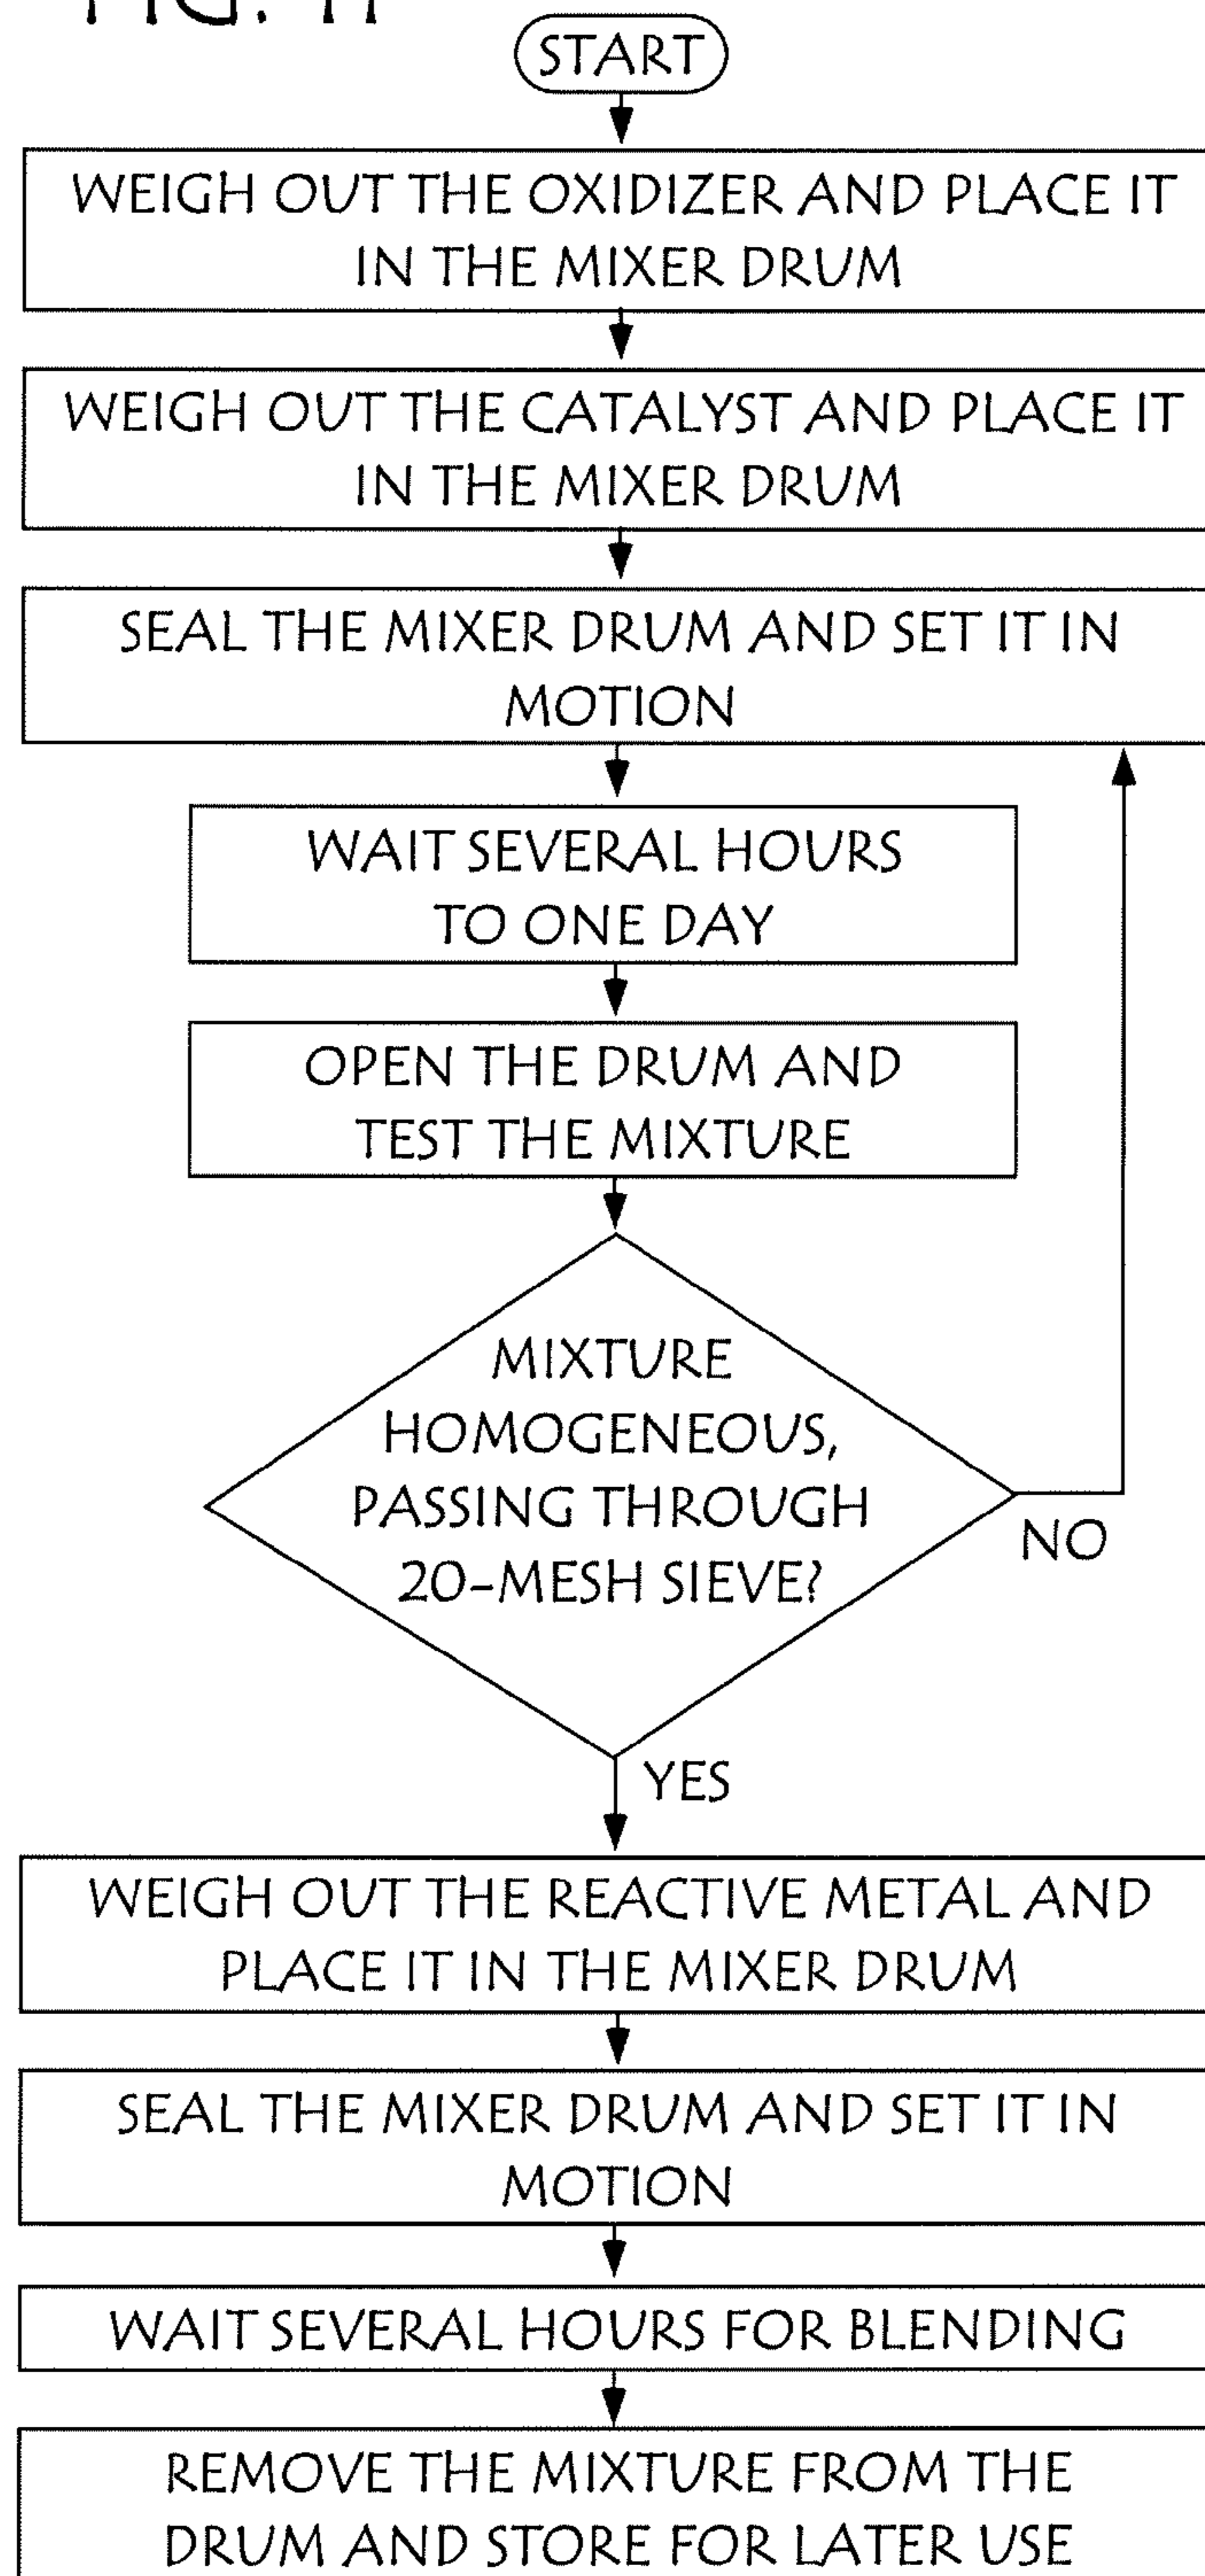 FIG. 11
START
WEIGH OUT THE OXIDIZER AND PLACE IT
IN THE MIXER DRUM
WEIGH OUT THE CATALYST AND PLACE IT
IN THE MIXER DRUM
SEAL THE MIXER DRUM AND SET IT IN
MOTION
WAIT SEVERAL HOURS
TO ONE DAY
OPEN THE DRUM AND
TEST THE MIXTURE
MIXTURE
HOMOGENEOUS,
PASSING THROUGH
20-MESH SIEVE?
NO
YES
WEIGH OUT THE REACTIVE METAL AND
PLACE IT IN THE MIXER DRUM
SEAL THE MIXER DRUM AND SET IT IN
MOTION
WAIT SEVERAL HOURS FOR BLENDING
REMOVE THE MIXTURE FROM THE
DRUM AND STORE FOR LATER USE